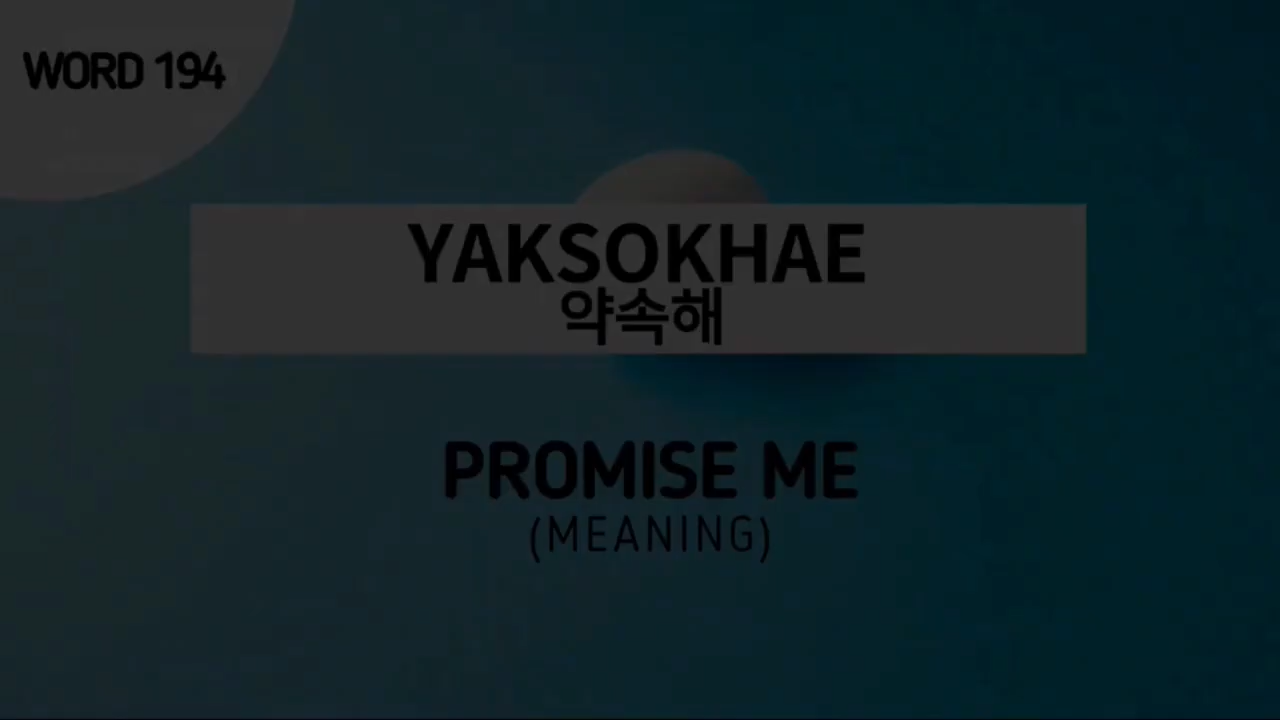 WORD 194
YAKSOKHAE
약속해
PROMISE ME
(MEANING)